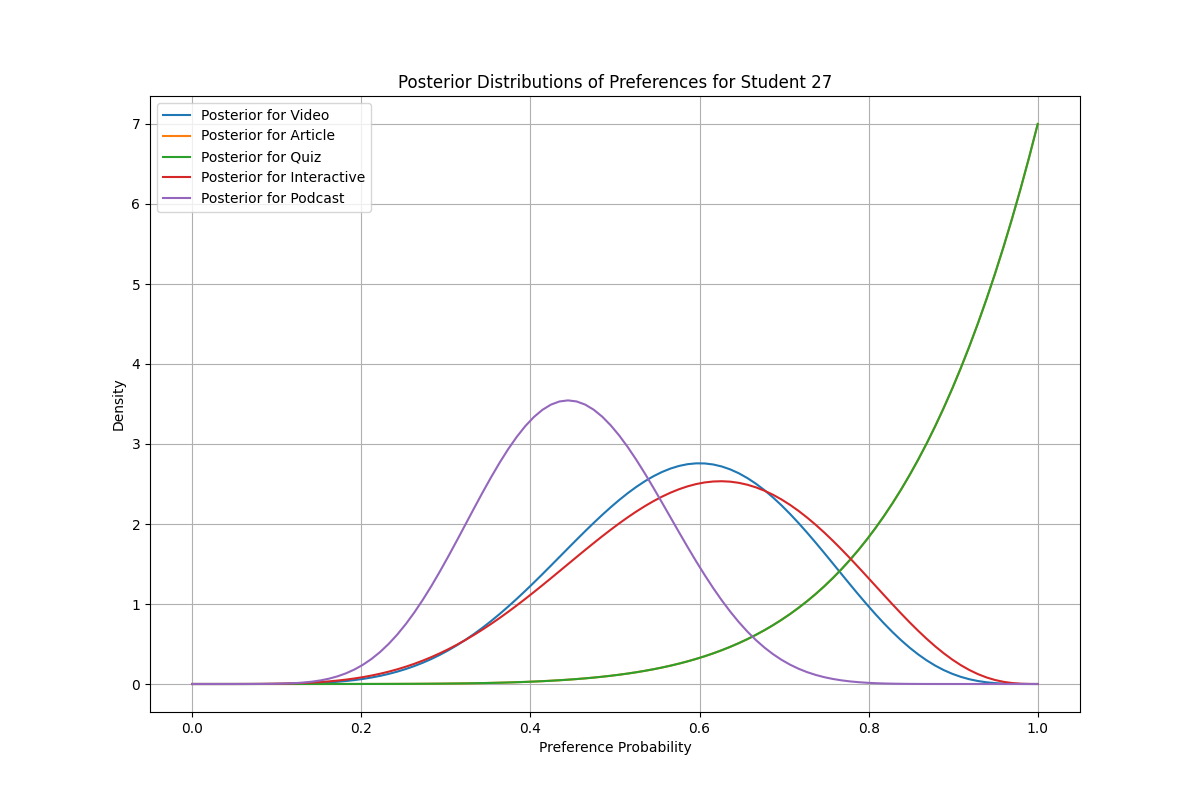 Posterior Distributions of Preferences for Student 27
Posterior for Video
Posterior for Article
Posterior for Quiz
Posterior for Interactive
Posterior for Podcast
7
6
5
4
3
2
1
0
Density
0.0 0.2 0.4 0.6 0.8 1.0
Preference Probability